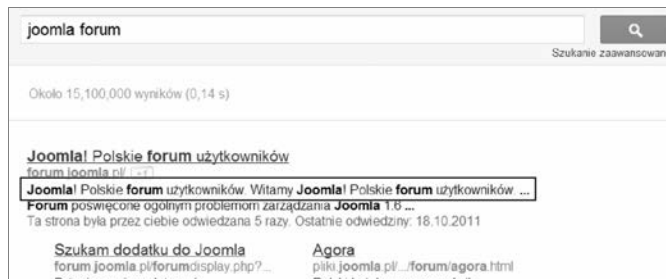 joomla forum
Szukanie zaawansowan
Około 15,100,000 wyników (0,14 s)
Joomla! Polskie forum użytkowników
forum.joomla.pl/ +1
Joomla! Polskie forum użytkowników. Witamy Joomla! Polskie forum użytkowników. ...
Forum poświęcone ogólnym problemom zarządzania Joomla 1.6 ...
Ta strona była przez ciebie odwiedzana 5 razy. Ostatnie odwiedziny: 18.10.2011
Szukam dodatku do Joomla Agora
forum.joomla.pl/forumdisplay.php?... pliki.joomla.pl/.../forum/agora.html